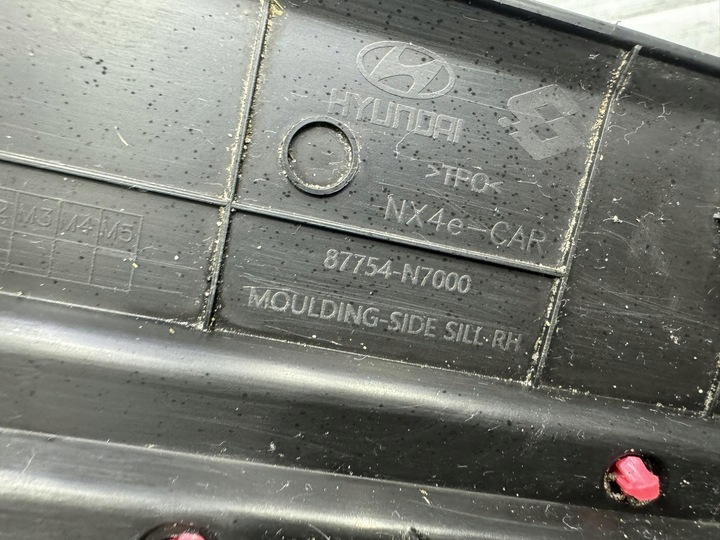 HYUNDAI
>TPO<
NX4e-CAR
87754-N7000
MOULDING-SIDE SILL RH
M3 M4 M5